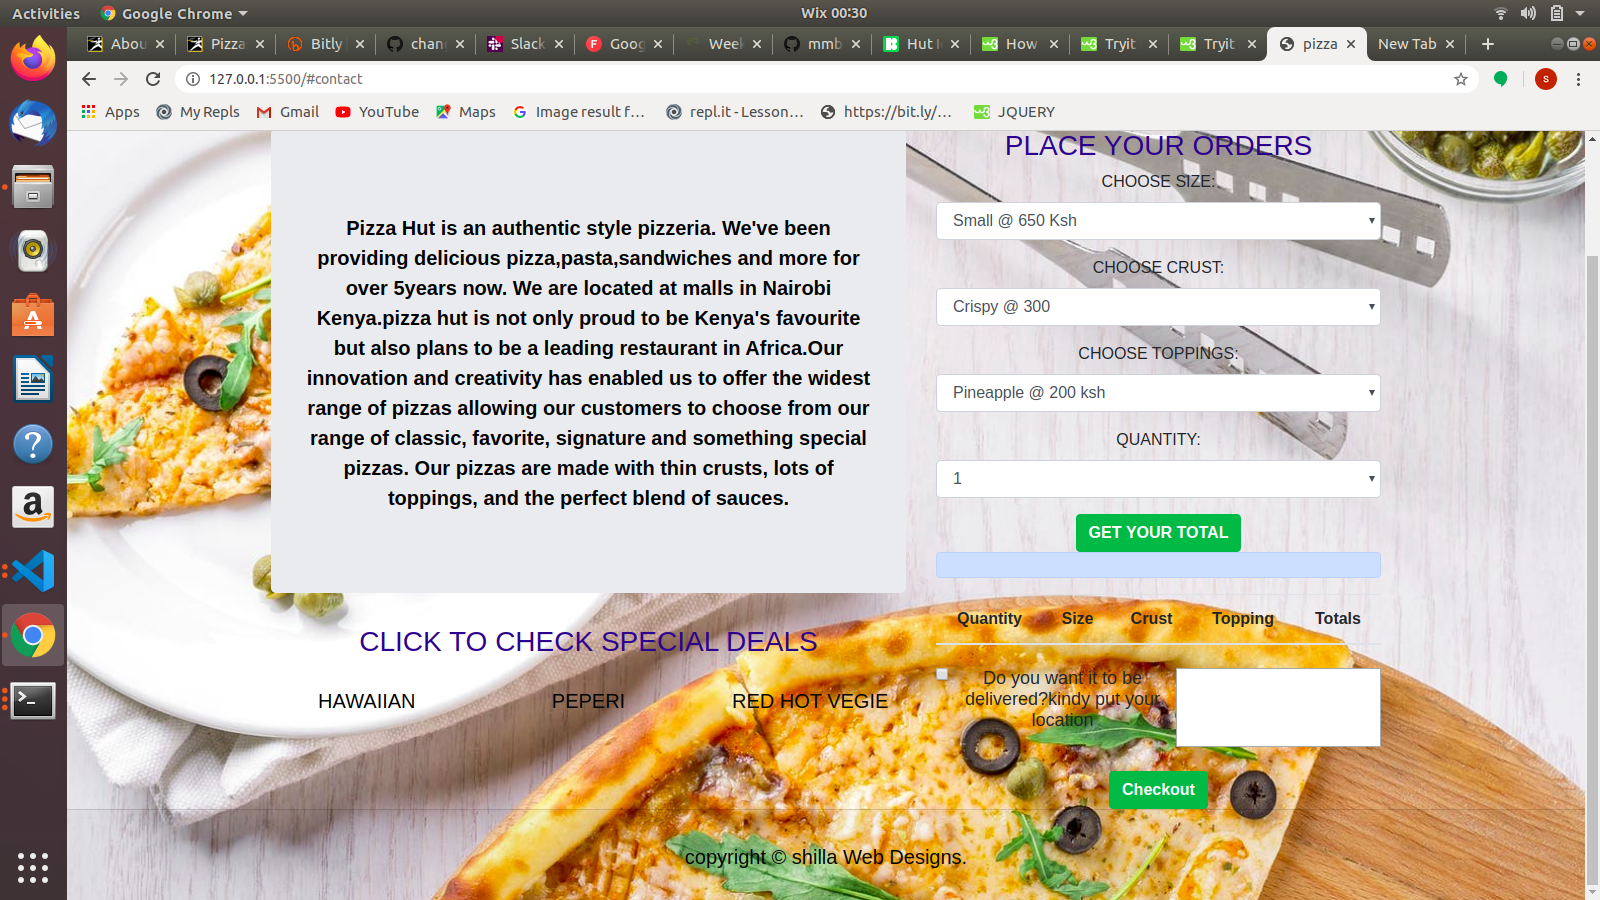 Activities
Google Chrome
Wix 00:30
Abou
Pizza
Bitly
chan
Slack
Goog
Week
mmb
Hut I
How
Tryit
Tryit
pizza
New Tab
127.0.0.1:5500/#contact
S
Apps
My Repls
Gmail
YouTube
Maps
Image result f...
repl.it - Lesson...
https://bit.ly/...
JQUERY
Pizza Hut is an authentic style pizzeria. We've been
providing delicious pizza,pasta,sandwiches and more for
over 5years now. We are located at malls in Nairobi
Kenya.pizza hut is not only proud to be Kenya's favourite
but also plans to be a leading restaurant in Africa.Our
innovation and creativity has enabled us to offer the widest
range of pizzas allowing our customers to choose from our
range of classic, favorite, signature and something special
pizzas. Our pizzas are made with thin crusts, lots of
toppings, and the perfect blend of sauces.
CLICK TO CHECK SPECIAL DEALS
HAWAIIAN
PEPERI
RED HOT VEGIE
PLACE YOUR ORDERS
CHOOSE SIZE:
Small @ 650 Ksh
CHOOSE CRUST:
Crispy @ 300
CHOOSE TOPPINGS:
Pineapple @ 200 ksh
QUANTITY:
1
GET YOUR TOTAL
Quantity Size Crust Topping Totals
Do you want it to be
delivered?kindy put your
location
Checkout
copyright © shilla Web Designs.